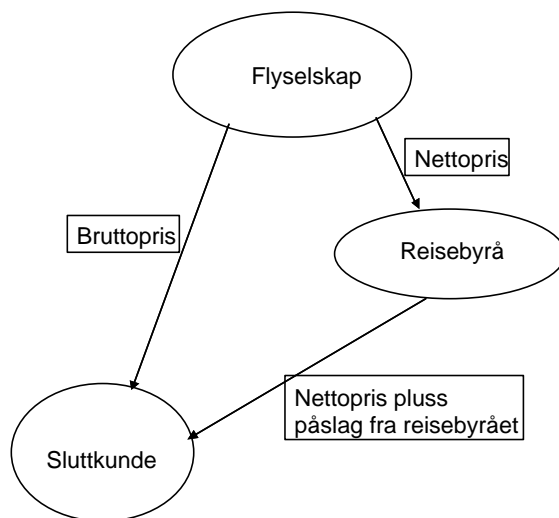 Flyselskap
Nettopris
Bruttopris
Reisebyrå
Nettopris pluss
påslag fra reisebyrået
Sluttkunde